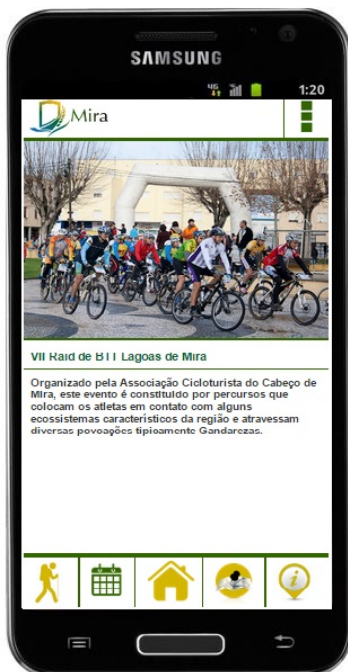 SAMSUNG
4G
1:20
Mira
VII Raid de BTT Lagoas de Mira
Organizado pela Associação Cicloturista do Cabeço de
Mira, este evento é constituído por percursos que
colocam os atletas em contato com alguns
ecossistemas característicos da região e atravessam
diversas povoações tipicamente Gandarezas.
i